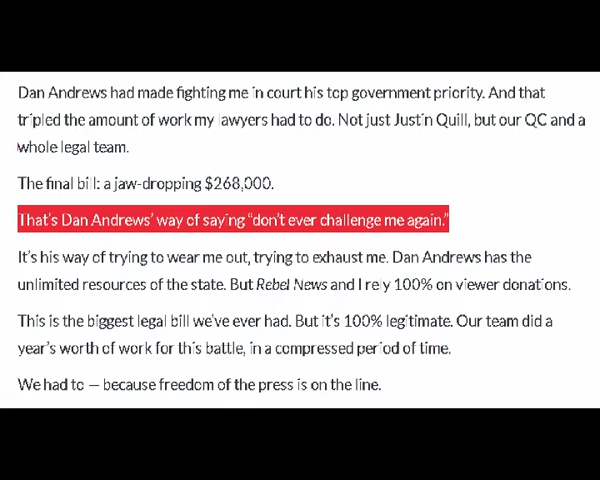 Dan Andrews had made fighting me in court his top government priority. And that
tripled the amount of work my lawyers had to do. Not just Justin Quill, but our QC and a
whole legal team.
The final bill: a jaw-dropping $268,000.
That's Dan Andrews' way of saying "don't ever challenge me again."
It's his way of trying to wear me out, trying to exhaust me. Dan Andrews has the
unlimited resources of the state. But Rebel News and I rely 100% on viewer donations.
This is the biggest legal bill we've ever had. But it's 100% legitimate. Our team did a
year's worth of work for this battle, in a compressed period of time.
We had to — because freedom of the press is on the line.